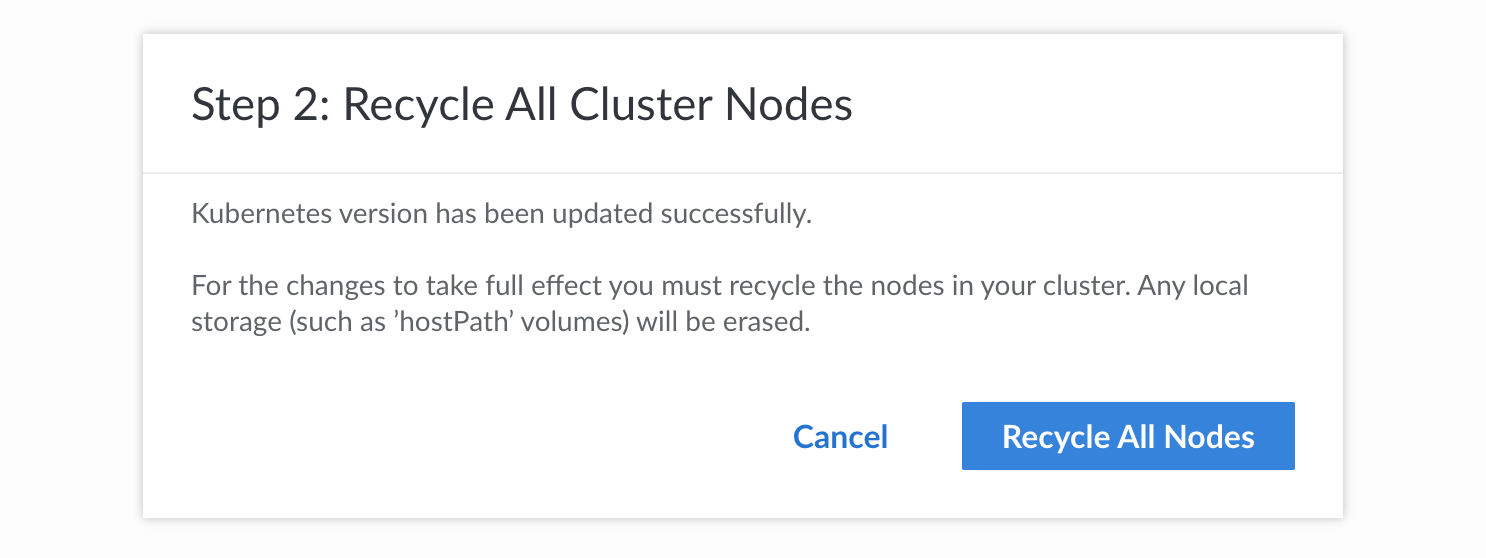 Step 2: Recycle All Cluster Nodes
Kubernetes version has been updated successfully.
For the changes to take full effect you must recycle the nodes in your cluster. Any local
storage (such as ’hostPath’ volumes) will be erased.
Cancel
Recycle All Nodes